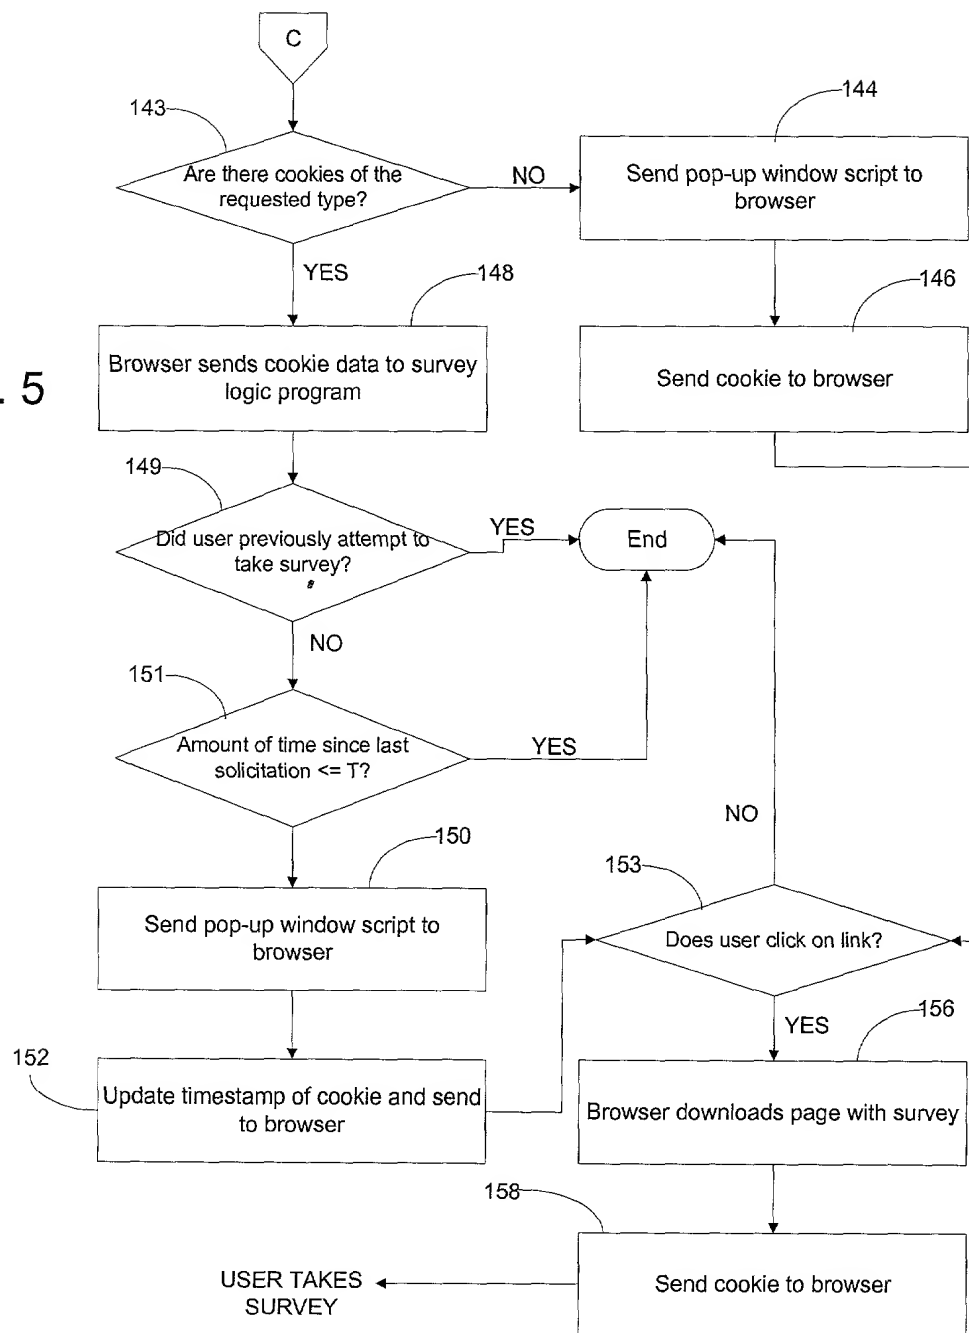 C
143
144
Are there cookies of the
requested type?
NO
Send pop-up window script to
browser
YES
148
146
. 5
Browser sends cookie data to survey
logic program
Send cookie to browser
149
Did user previously attempt to
take survey?
YES
End
NO
151
Amount of time since last
solicitation <= T?
YES
NO
150
153
Send pop-up window script to
browser
Does user click on link?
YES
156
152
Update timestamp of cookie and send
to browser
Browser downloads page with survey
158
USER TAKES
SURVEY
Send cookie to browser